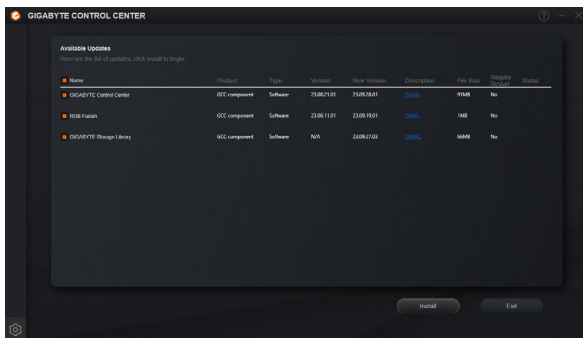 GIGABYTE CONTROL CENTER
Available Updates
Here are the list of updates, click install to begin.
Name Product Type Version New Version Description File Size Require Restart Status
GIGABYTE Control Center GCC component Software 23.08.21.01 23.09.28.01 Detail... 91MB No
RGB Fusion GCC component Software 23.08.11.01 23.09.19.01 Detail... 1MB No
GIGABYTE Storage Library GCC component Software N/A 23.09.27.03 Detail... 66MB No
Install Exit